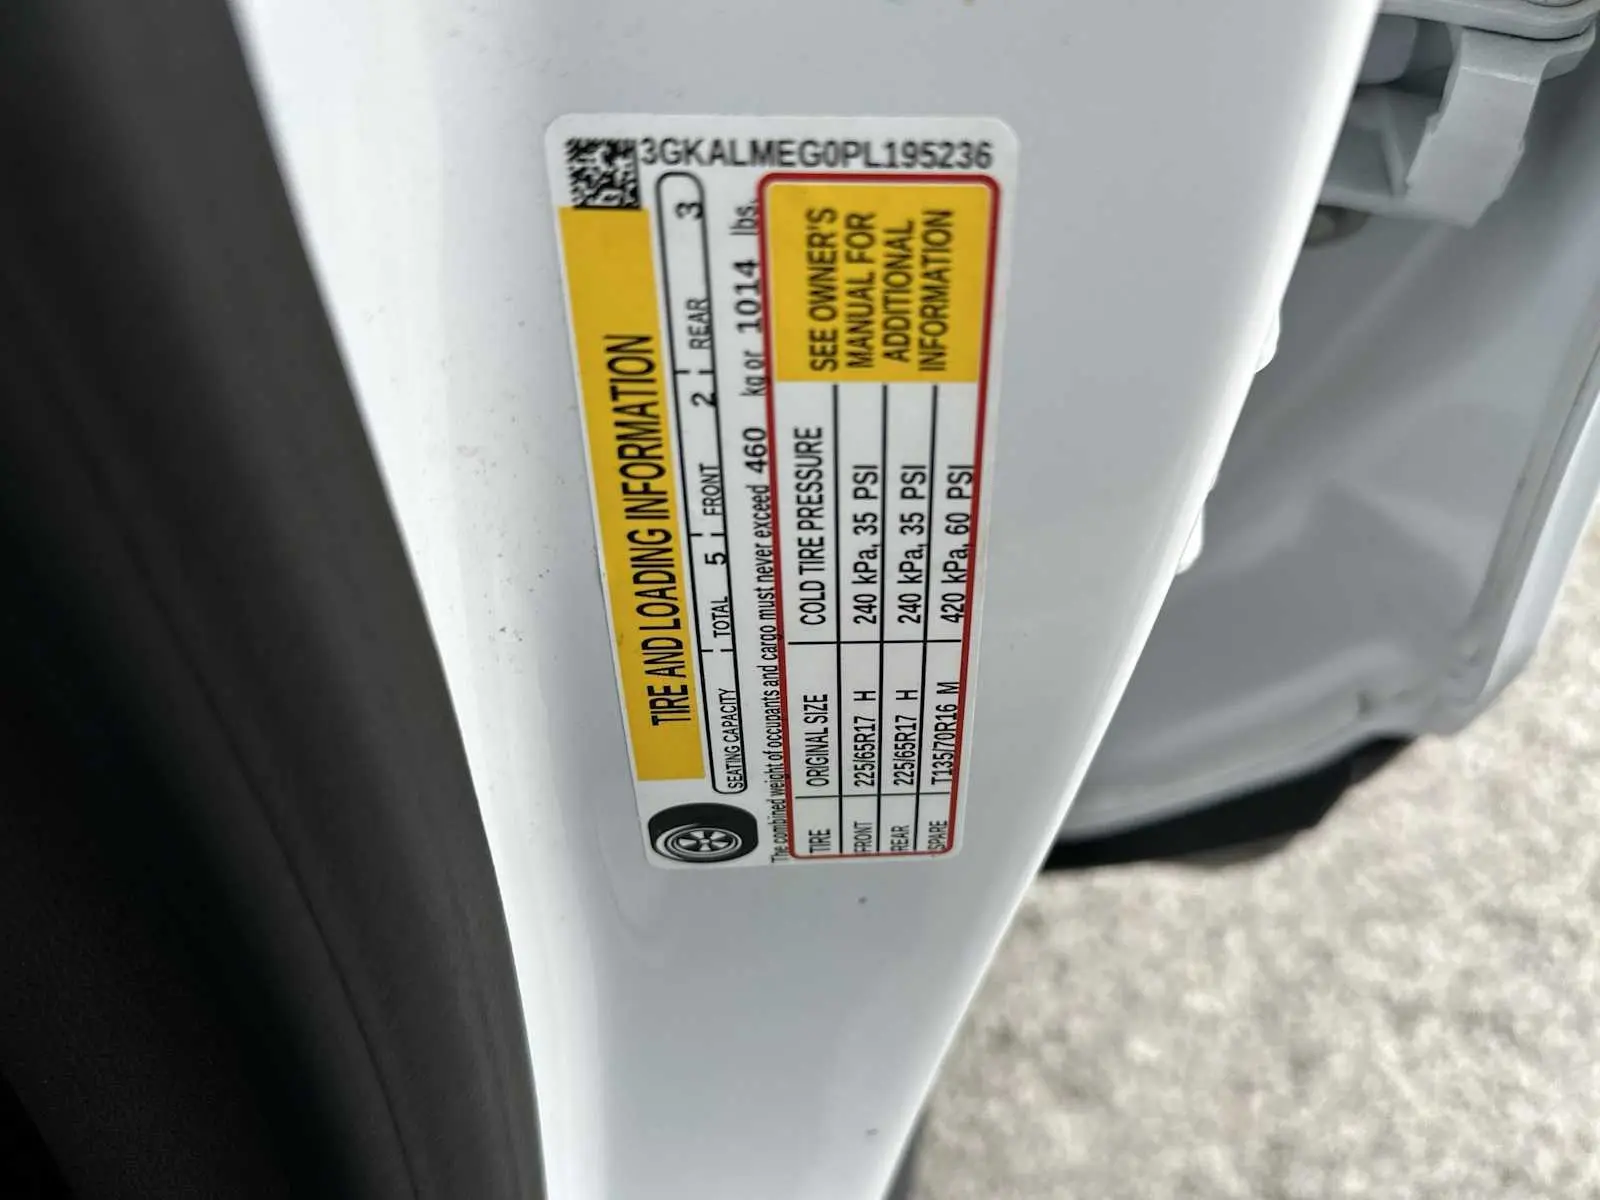 3GKALMEG0PL195236
TIRE AND LOADING INFORMATION
SEATING CAPACITY TOTAL 5 FRONT 2 REAR 3
The combined weight of occupants and cargo must never exceed 460 kg or 1014 lbs.
TIRE ORIGINAL SIZE COLD TIRE PRESSURE
FRONT 225/65R17 H 240 kPa, 35 PSI
REAR 225/65R17 H 240 kPa, 35 PSI
SPARE T135/70R16 M 420 kPa, 60 PSI
SEE OWNER'S
MANUAL FOR
ADDITIONAL
INFORMATION